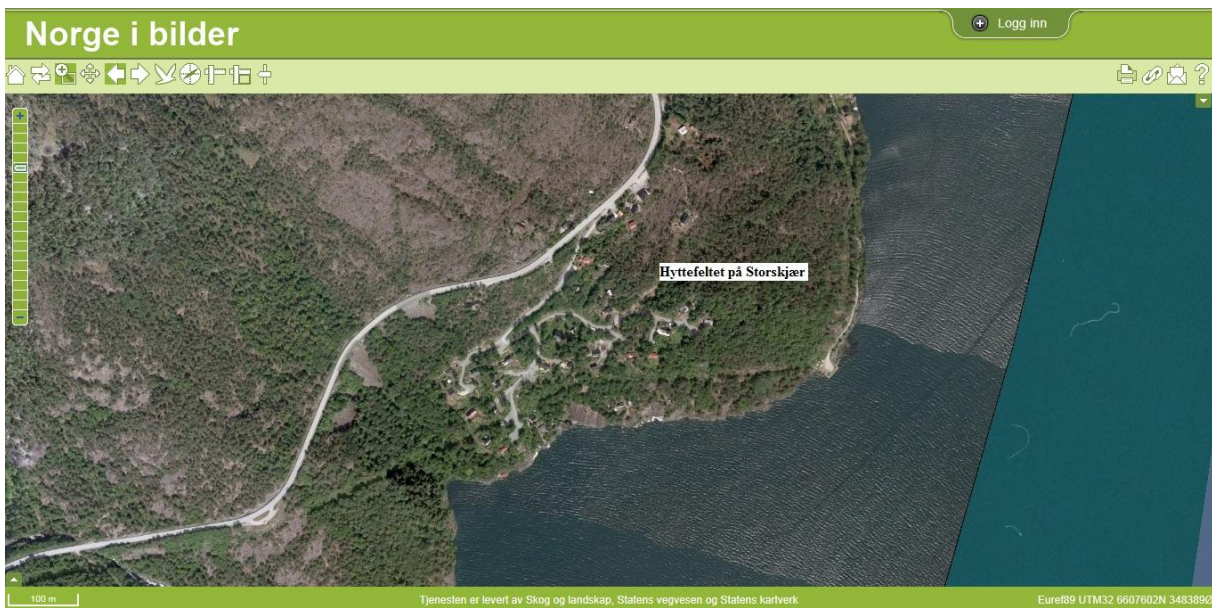 Norge i bilder
Logg inn
Hyttefeltet på Storskjær
100 m
Tjenesten er levert av Skog og landskap, Statens vegvesen og Statens kartverk
Euref89 UTM32 6607602N 348389Ø